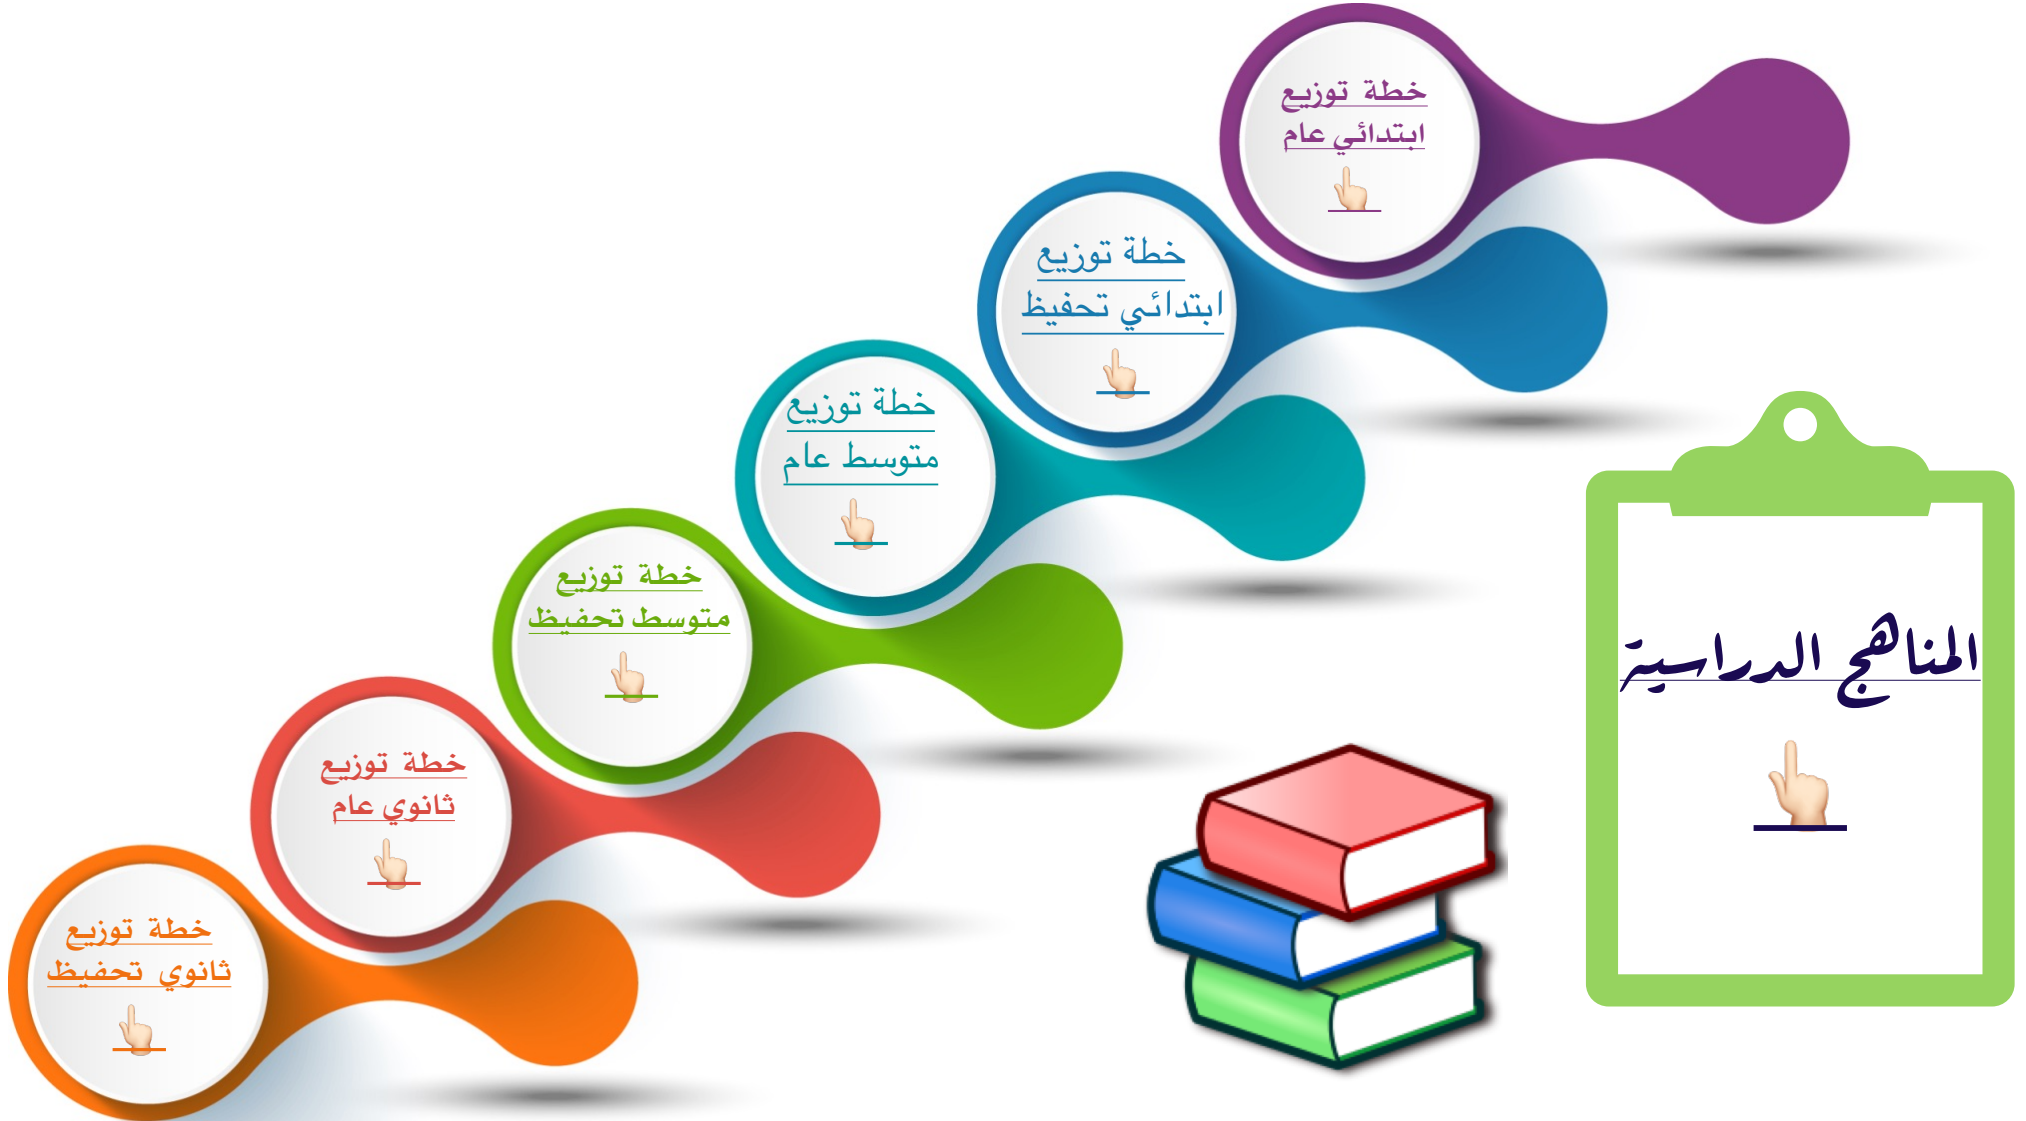 خطة توزيع
ابتدائي عام
خطة توزيع
ابتدائي تحفيظ
خطة توزيع
متوسط عام
خطة توزيع
متوسط تحفيظ
خطة توزيع
ثانوي عام
خطة توزيع
ثانوي تحفيظ
المناهج الدراسية